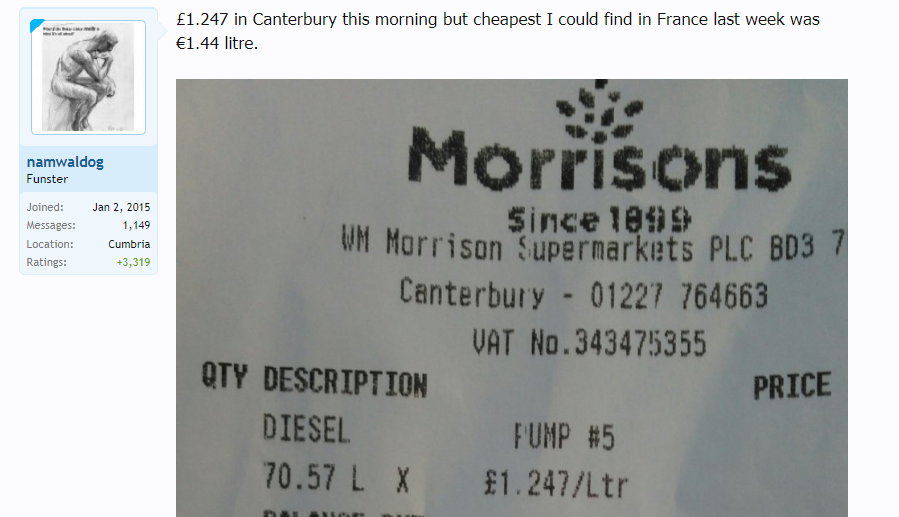 £1.247 in Canterbury this morning but cheapest I could find in France last week was
€1.44 litre.
namwaldog
Funster
Joined: Jan 2, 2015
Messages: 1,149
Location: Cumbria
Ratings: +3,319
Morrisons
Since 1899
WM Morrison Supermarkets PLC BD3 7
Canterbury - 01227 764663
VAT No.343475355
QTY DESCRIPTION PRICE
DIESEL PUMP #5
70.57 L X £1.247/Ltr